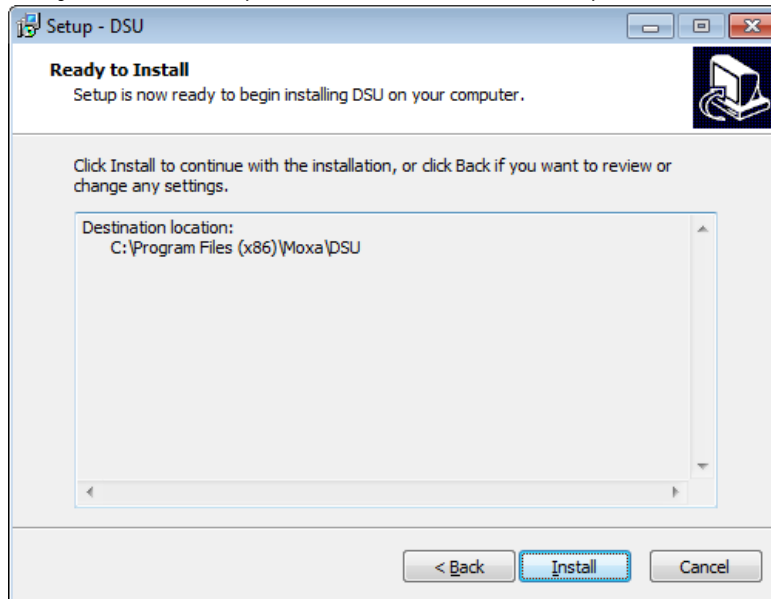 Setup - DSU
Ready to Install
Setup is now ready to begin installing DSU on your computer.
Click Install to continue with the installation, or click Back if you want to review or
change any settings.
Destination location:
C:\Program Files (x86)\Moxa\DSU
< Back
Install
Cancel